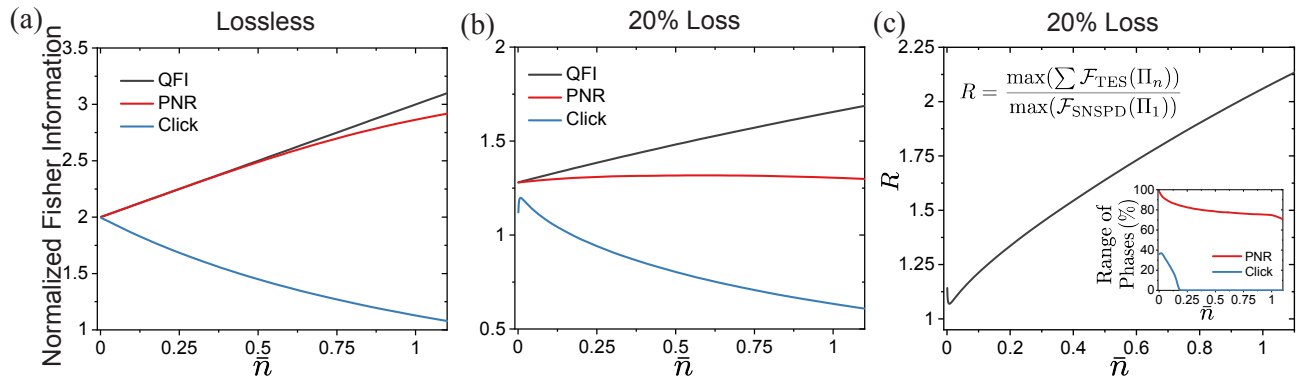 (a)
Lossless
Normalized Fisher Information
3.5
3
2.5
2
1.5
1
QFI
PNR
Click
0
0.25
0.5
0.75
1
n̄
(b)
20% Loss
2
1.5
1
0.5
QFI
PNR
Click
0
0.25
0.5
0.75
1
n̄
(c)
20% Loss
R
2.25
2
1.75
1.5
1.25
1
R = max(∑ F_TES(Π_n)) / max(F_SNSPD(Π_1))
0
0.2
0.4
0.6
0.8
1
n̄
Range of
Phases (%)
100
80
60
40
20
0
PNR
Click
0
0.25
0.5
0.75
1
n̄